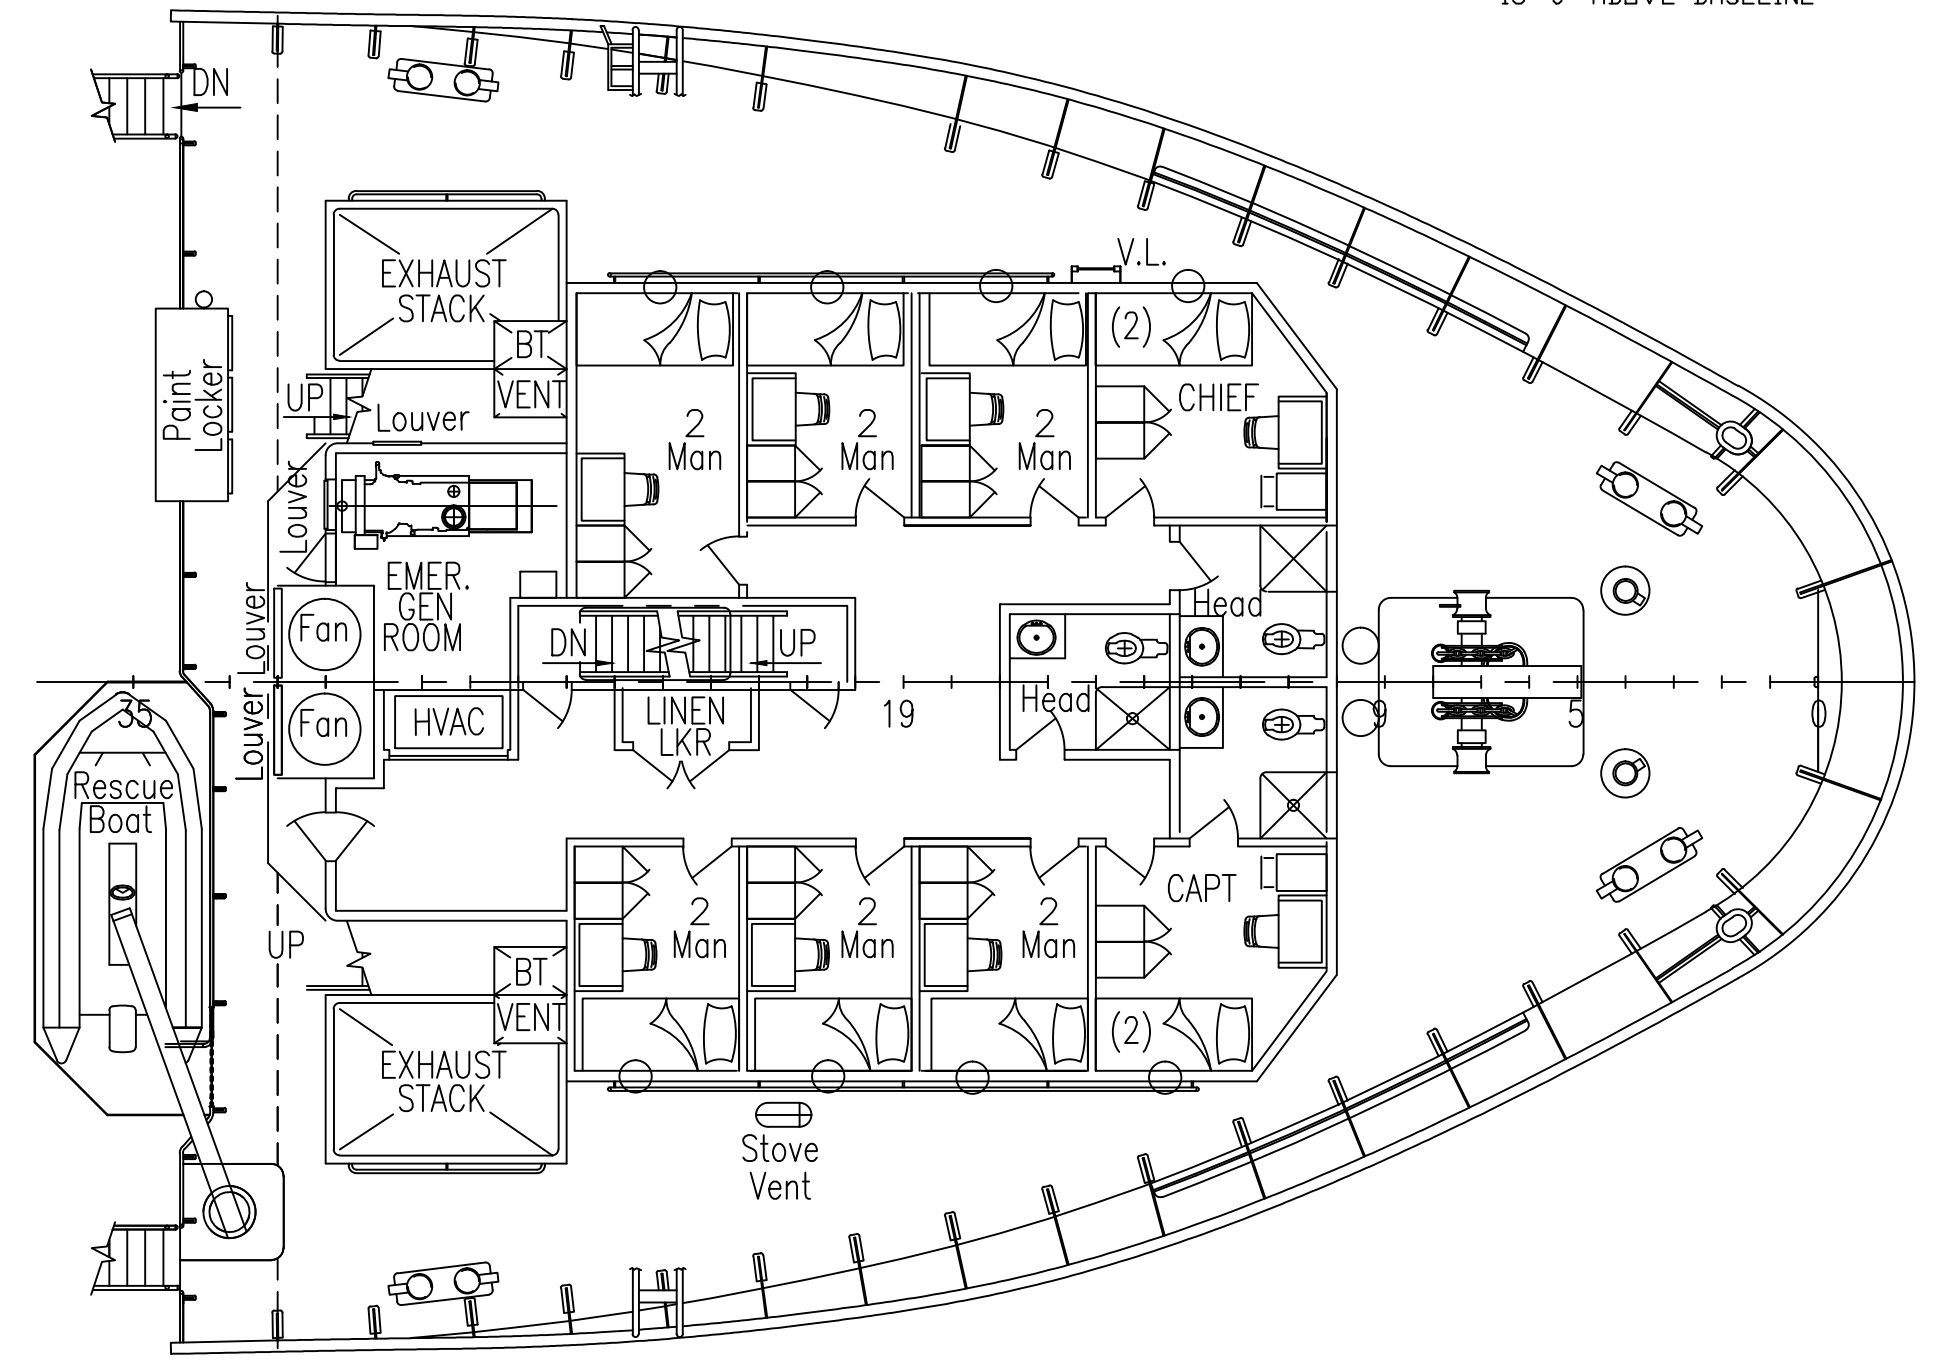 DN
V.L.
EXHAUST
STACK
BT
VENT
(2)
UP
Louver
Paint
Locker
CHIEF
2
Man
2
Man
2
Man
Louver
EMER.
GEN
ROOM
Head
Louver
Fan
DN
UP
Head
35
Louver
Fan
HVAC
LINEN
LKR
19
9
5
0
Rescue
Boat
CAPT
2
Man
2
Man
2
Man
UP
BT
VENT
(2)
EXHAUST
STACK
Stove
Vent